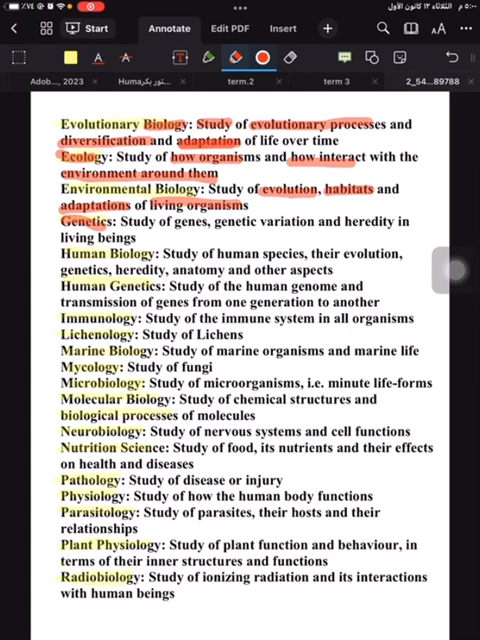 ٥:٠٠ م الثلاثاء ١٢ كانون الأول
٪٧٤
Start
Annotate
Edit PDF
Insert
AA
Adob..., 2023
term.2
term 3
2_54...89788
Evolutionary Biology: Study of evolutionary processes and
diversification and adaptation of life over time
Ecology: Study of how organisms and how interact with the
environment around them
Environmental Biology: Study of evolution, habitats and
adaptations of living organisms
Genetics: Study of genes, genetic variation and heredity in
living beings
Human Biology: Study of human species, their evolution,
genetics, heredity, anatomy and other aspects
Human Genetics: Study of the human genome and
transmission of genes from one generation to another
Immunology: Study of the immune system in all organisms
Lichenology: Study of Lichens
Marine Biology: Study of marine organisms and marine life
Mycology: Study of fungi
Microbiology: Study of microorganisms, i.e. minute life-forms
Molecular Biology: Study of chemical structures and
biological processes of molecules
Neurobiology: Study of nervous systems and cell functions
Nutrition Science: Study of food, its nutrients and their effects
on health and diseases
Pathology: Study of disease or injury
Physiology: Study of how the human body functions
Parasitology: Study of parasites, their hosts and their
relationships
Plant Physiology: Study of plant function and behaviour, in
terms of their inner structures and functions
Radiobiology: Study of ionizing radiation and its interactions
with human beings